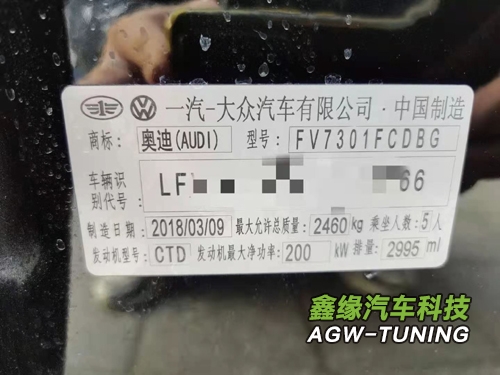 一汽-大众汽车有限公司·中国制造
商标: 奥迪(AUDI) 型号: FV7301FCDBG
车辆识别代号: LF 66
制造日期: 2018/03/09 最大允许总质量: 2460 kg 乘坐人数: 5人
发动机型号: CTD 发动机最大净功率: 200 kW 排量: 2995 ml
鑫缘汽车科技
AGW-TUNING